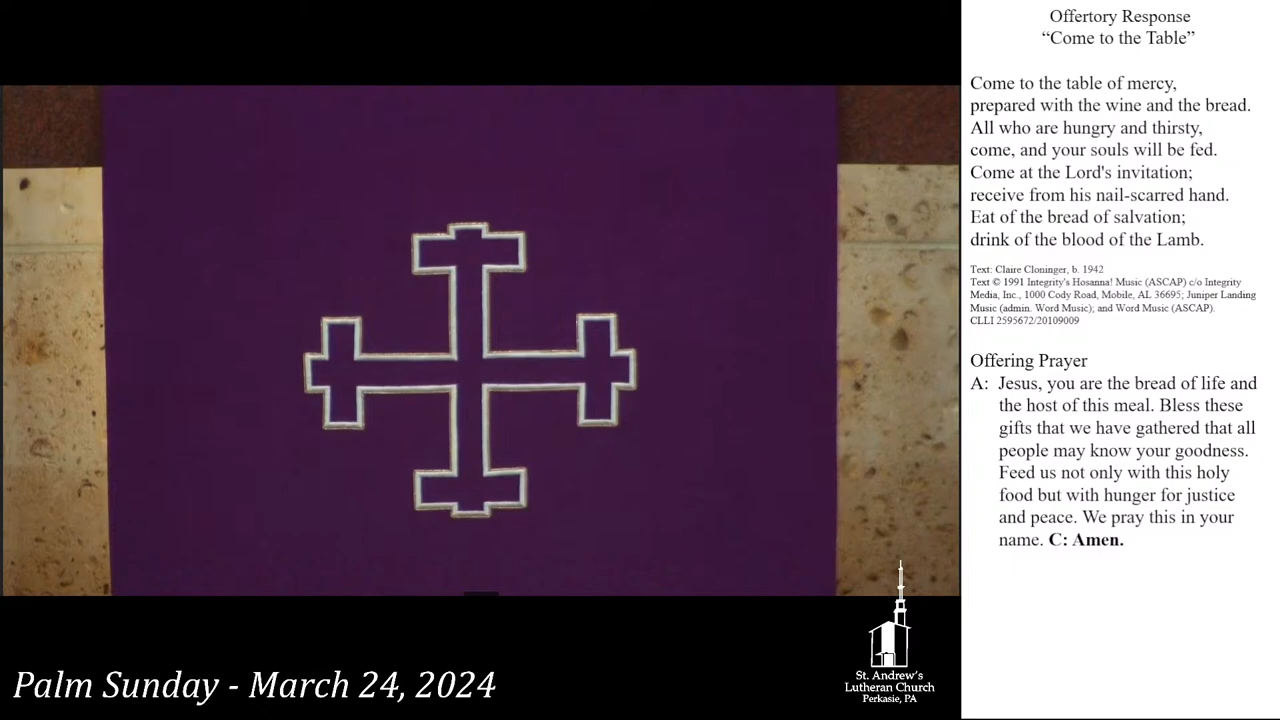 Offertory Response
“Come to the Table”
Come to the table of mercy,
prepared with the wine and the bread.
All who are hungry and thirsty,
come, and your souls will be fed.
Come at the Lord's invitation;
receive from his nail-scarred hand.
Eat of the bread of salvation;
drink of the blood of the Lamb.
Text: Claire Cloninger, b. 1942
Text © 1991 Integrity's Hosanna! Music (ASCAP) c/o Integrity
Media, Inc., 1000 Cody Road, Mobile, AL 36695; Juniper Landing
Music (admin. Word Music); and Word Music (ASCAP).
CLLI 2595672/20109009
Offering Prayer
A: Jesus, you are the bread of life and
the host of this meal. Bless these
gifts that we have gathered that all
people may know your goodness.
Feed us not only with this holy
food but with hunger for justice
and peace. We pray this in your
name. C: Amen.
Palm Sunday - March 24, 2024
St. Andrew's
Lutheran Church
Perkasie, PA